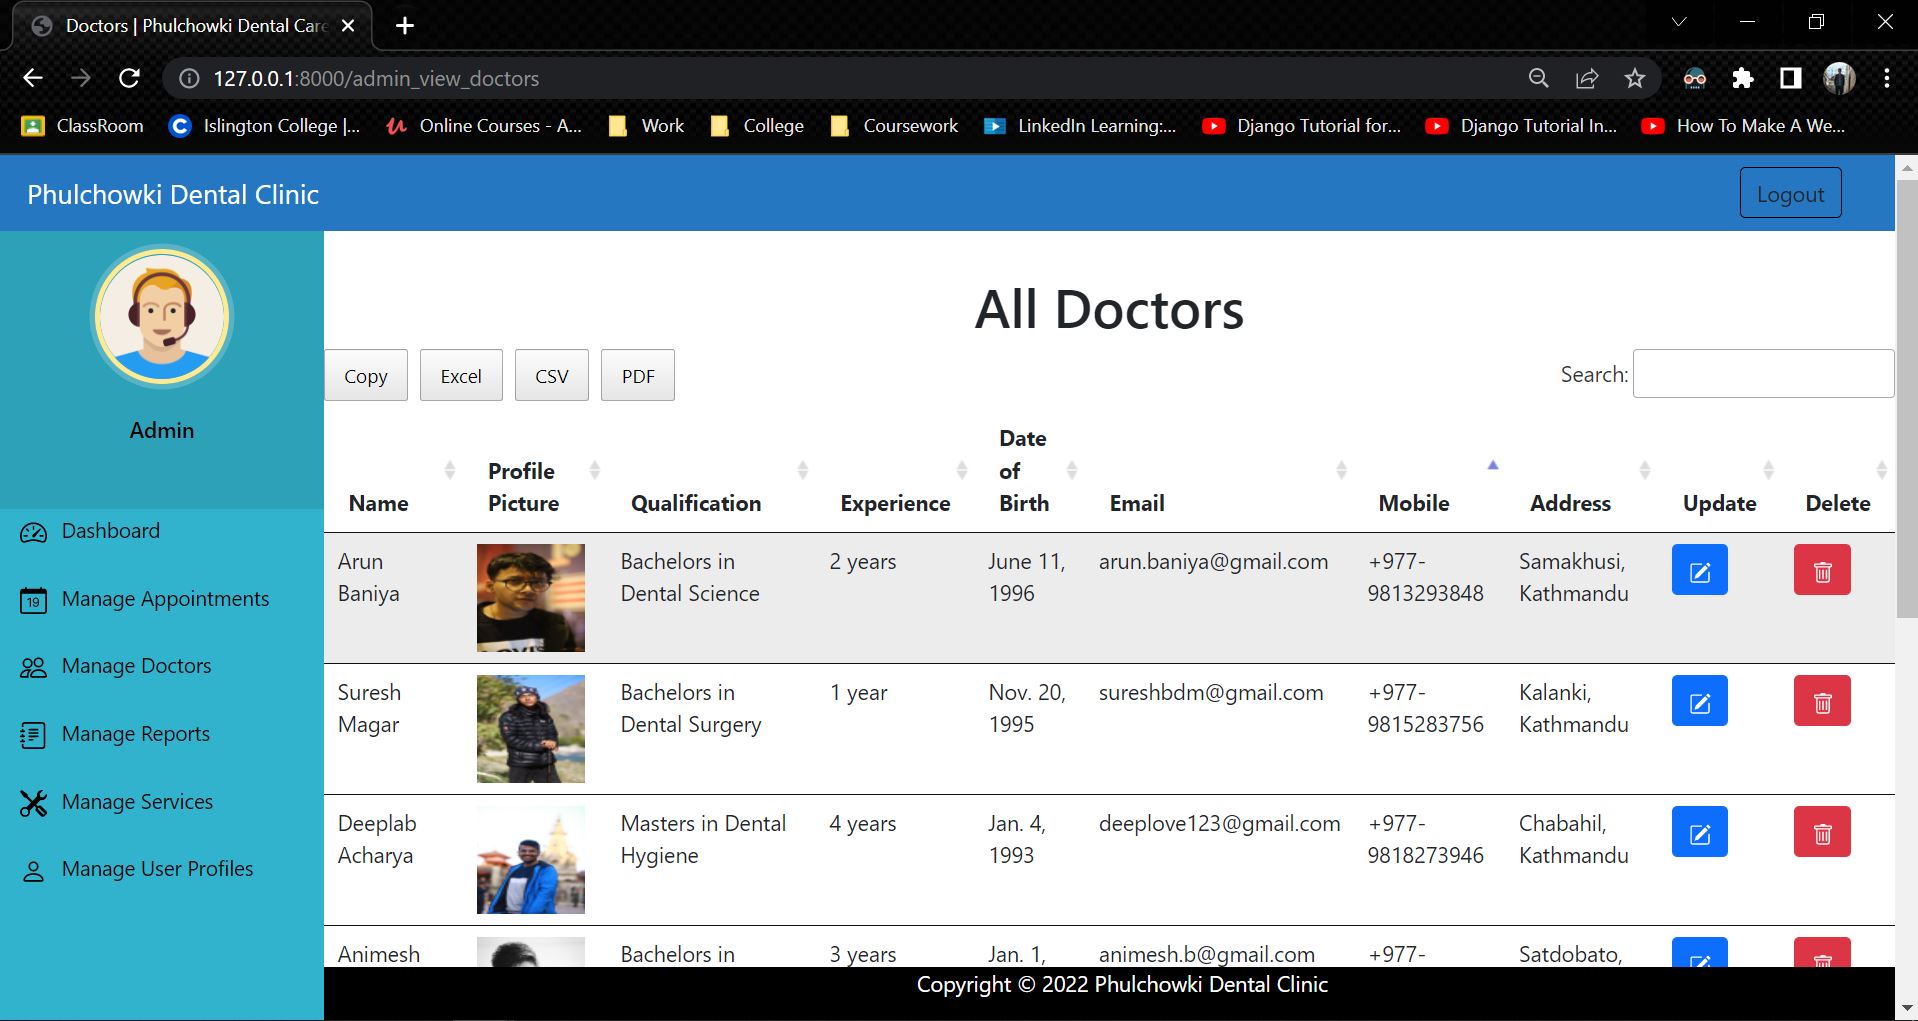 Doctors | Phulchowki Dental Care
127.0.0.1:8000/admin_view_doctors
ClassRoom
Islington College |...
Online Courses - A...
Work
College
Coursework
LinkedIn Learning:...
Django Tutorial for...
Django Tutorial In...
How To Make A We...
Phulchowki Dental Clinic
Logout
Admin
Dashboard
19
Manage Appointments
Manage Doctors
Manage Reports
Manage Services
Manage User Profiles
All Doctors
Copy
Excel
CSV
PDF
Search:
Name
Profile
Picture
Qualification
Experience
Date
of
Birth
Email
Mobile
Address
Update
Delete
Arun
Baniya
Bachelors in
Dental Science
2 years
June 11,
1996
arun.baniya@gmail.com
+977-
9813293848
Samakhusi,
Kathmandu
Suresh
Magar
Bachelors in
Dental Surgery
1 year
Nov. 20,
1995
sureshbdm@gmail.com
+977-
9815283756
Kalanki,
Kathmandu
Deeplab
Acharya
Masters in Dental
Hygiene
4 years
Jan. 4,
1993
deeplove123@gmail.com
+977-
9818273946
Chabahil,
Kathmandu
Animesh
Bachelors in
3 years
Jan. 1,
animesh.b@gmail.com
+977-
Satdobato,
Copyright © 2022 Phulchowki Dental Clinic